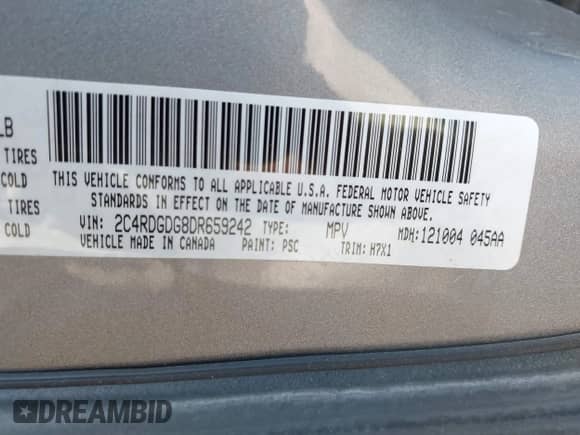 LB
TIRES
COLD
TIRES
COLD
THIS VEHICLE CONFORMS TO ALL APPLICABLE U.S.A. FEDERAL MOTOR VEHICLE SAFETY
STANDARDS IN EFFECT ON THE DATE OF MANUFACTURE SHOWN ABOVE.
VIN: 2C4RDGDG8DR659242 TYPE: MPV MDH: 121004 045AA
VEHICLE MADE IN CANADA PAINT: PSC TRIM: H7X1
DREAMBID